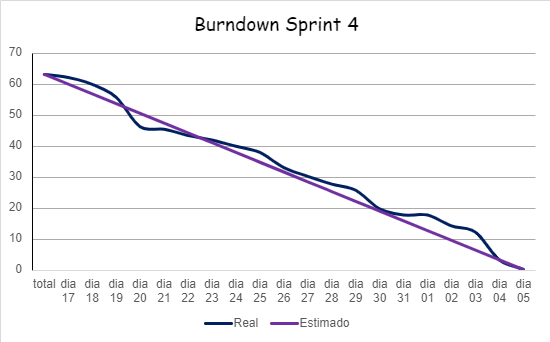 Burndown Sprint 4
70
60
50
40
30
20
10
0
total dia 17 dia 18 dia 19 dia 20 dia 21 dia 22 dia 23 dia 24 dia 25 dia 26 dia 27 dia 28 dia 29 dia 30 dia 31 dia 01 dia 02 dia 03 dia 04 dia 05
Real Estimado